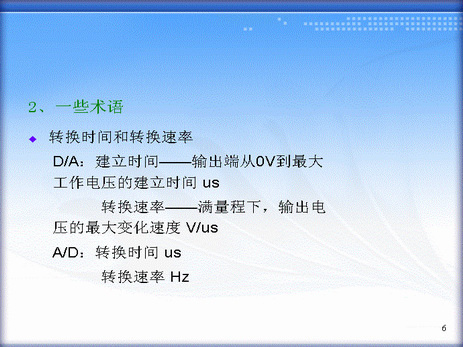 2、一些术语
转换时间和转换速率
D/A：建立时间——输出端从0V到最大
工作电压的建立时间 us
转换速率——满量程下，输出电
压的最大变化速度 V/us
A/D：转换时间 us
转换速率 Hz
6